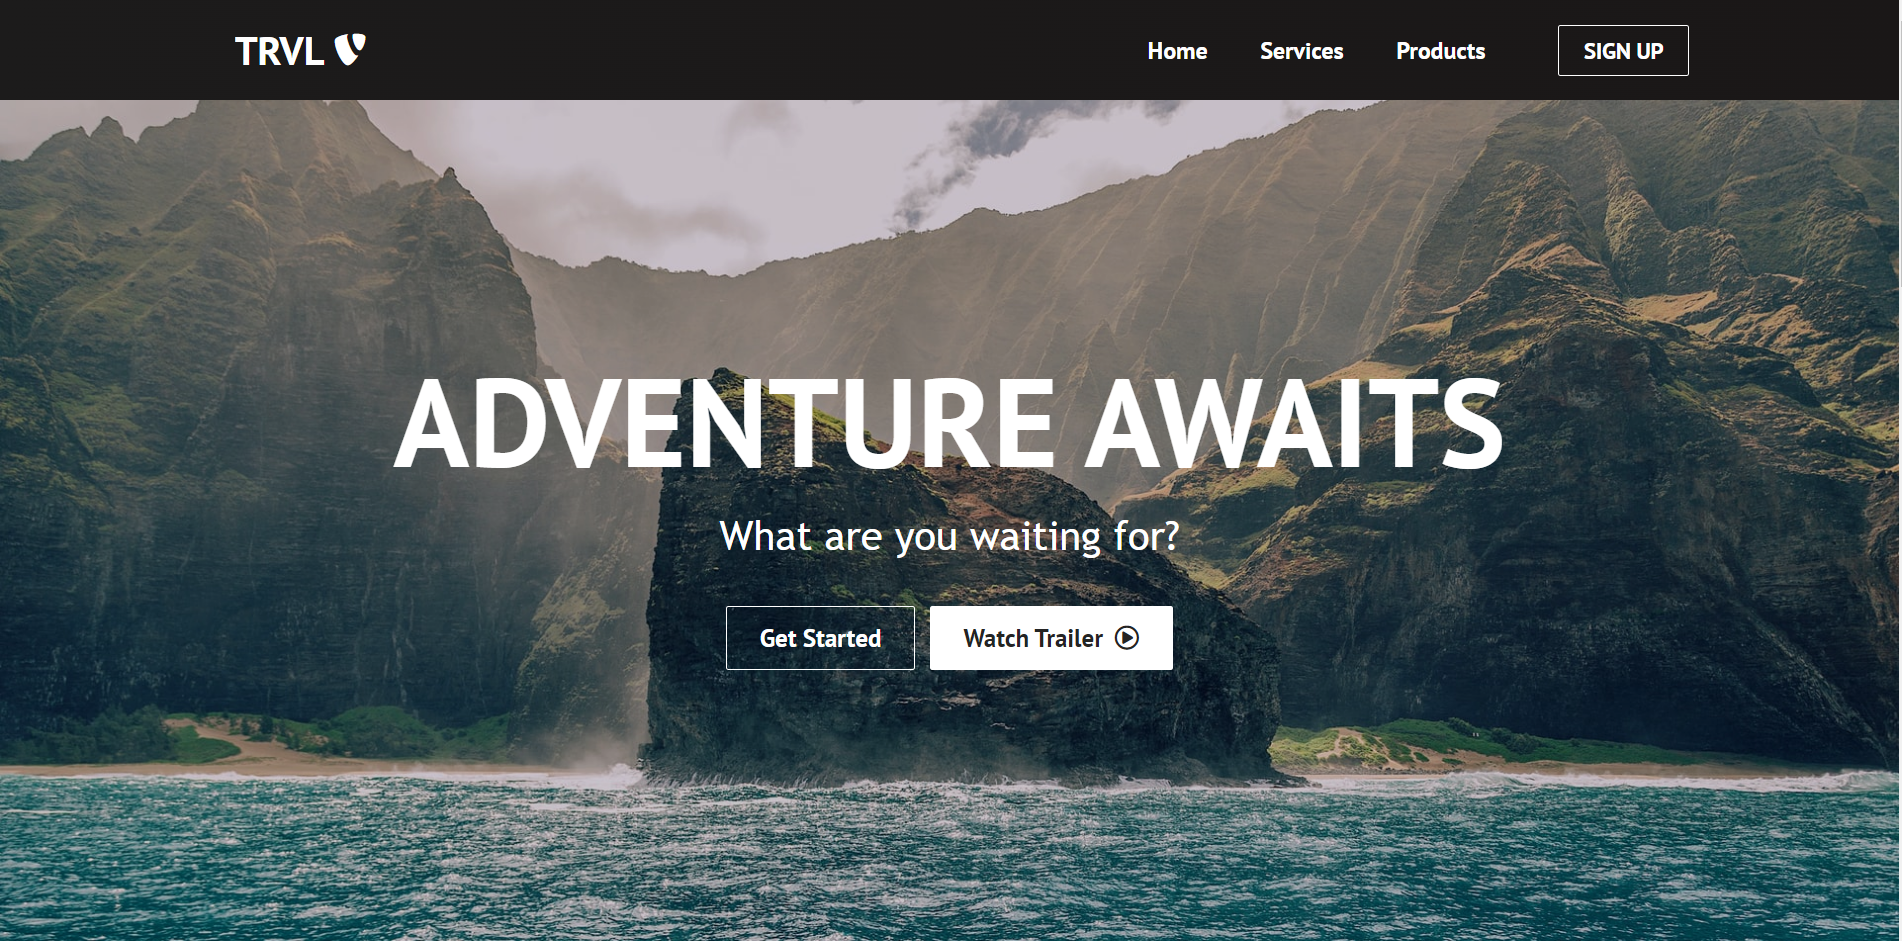 TRVL
Home Services Products SIGN UP
ADVENTURE AWAITS
What are you waiting for?
Get Started Watch Trailer